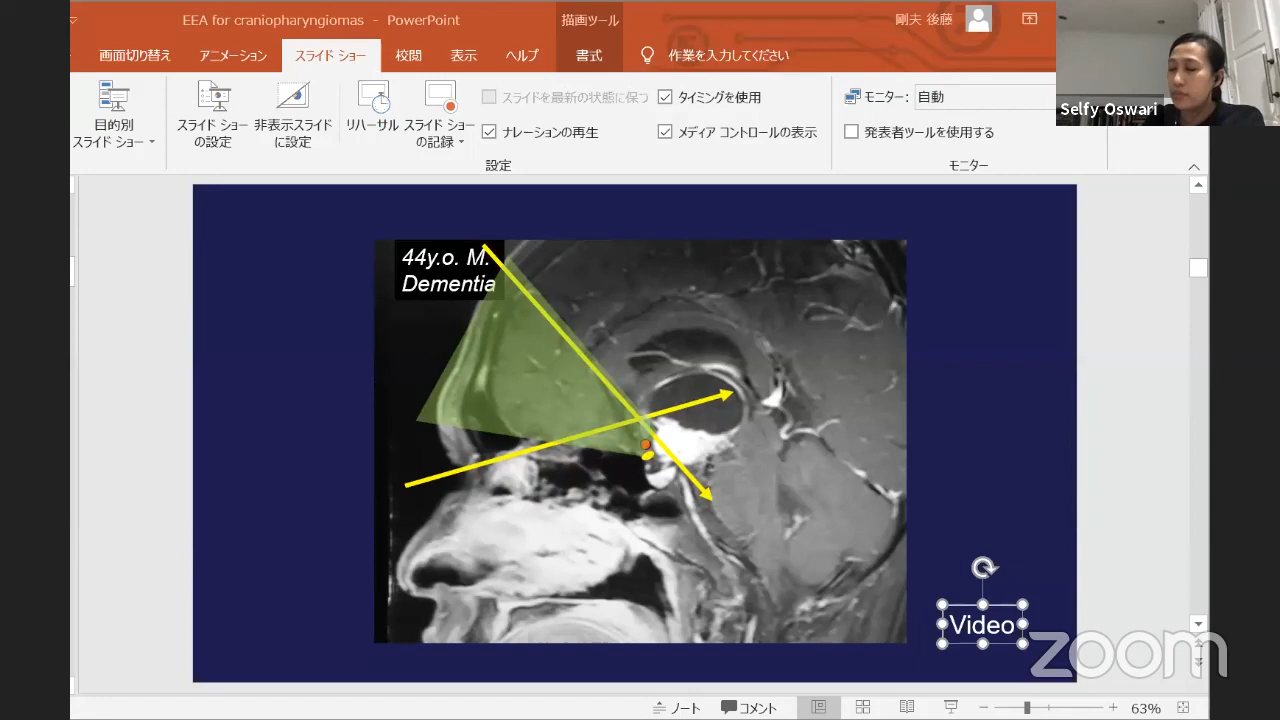 EEA for craniopharyngiomas - PowerPoint
描画ツール
剛夫 後藤
画面切り替え
アニメーション
スライド ショー
校閲
表示
ヘルプ
書式
作業を入力してください
目的別
スライド ショー
スライド ショー
の設定
非表示スライド
に設定
リハーサル
スライド ショー
の記録
スライドを最新の状態に保つ
タイミングを使用
ナレーションの再生
メディア コントロールの表示
設定
モニター:
自動
発表者ツールを使用する
モニター
Selfy Oswari
44y.o. M.
Dementia
Video
zoom
ノート
コメント
63%